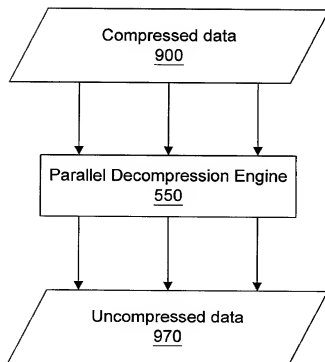 Compressed data
900
Parallel Decompression Engine
550
Uncompressed data
970